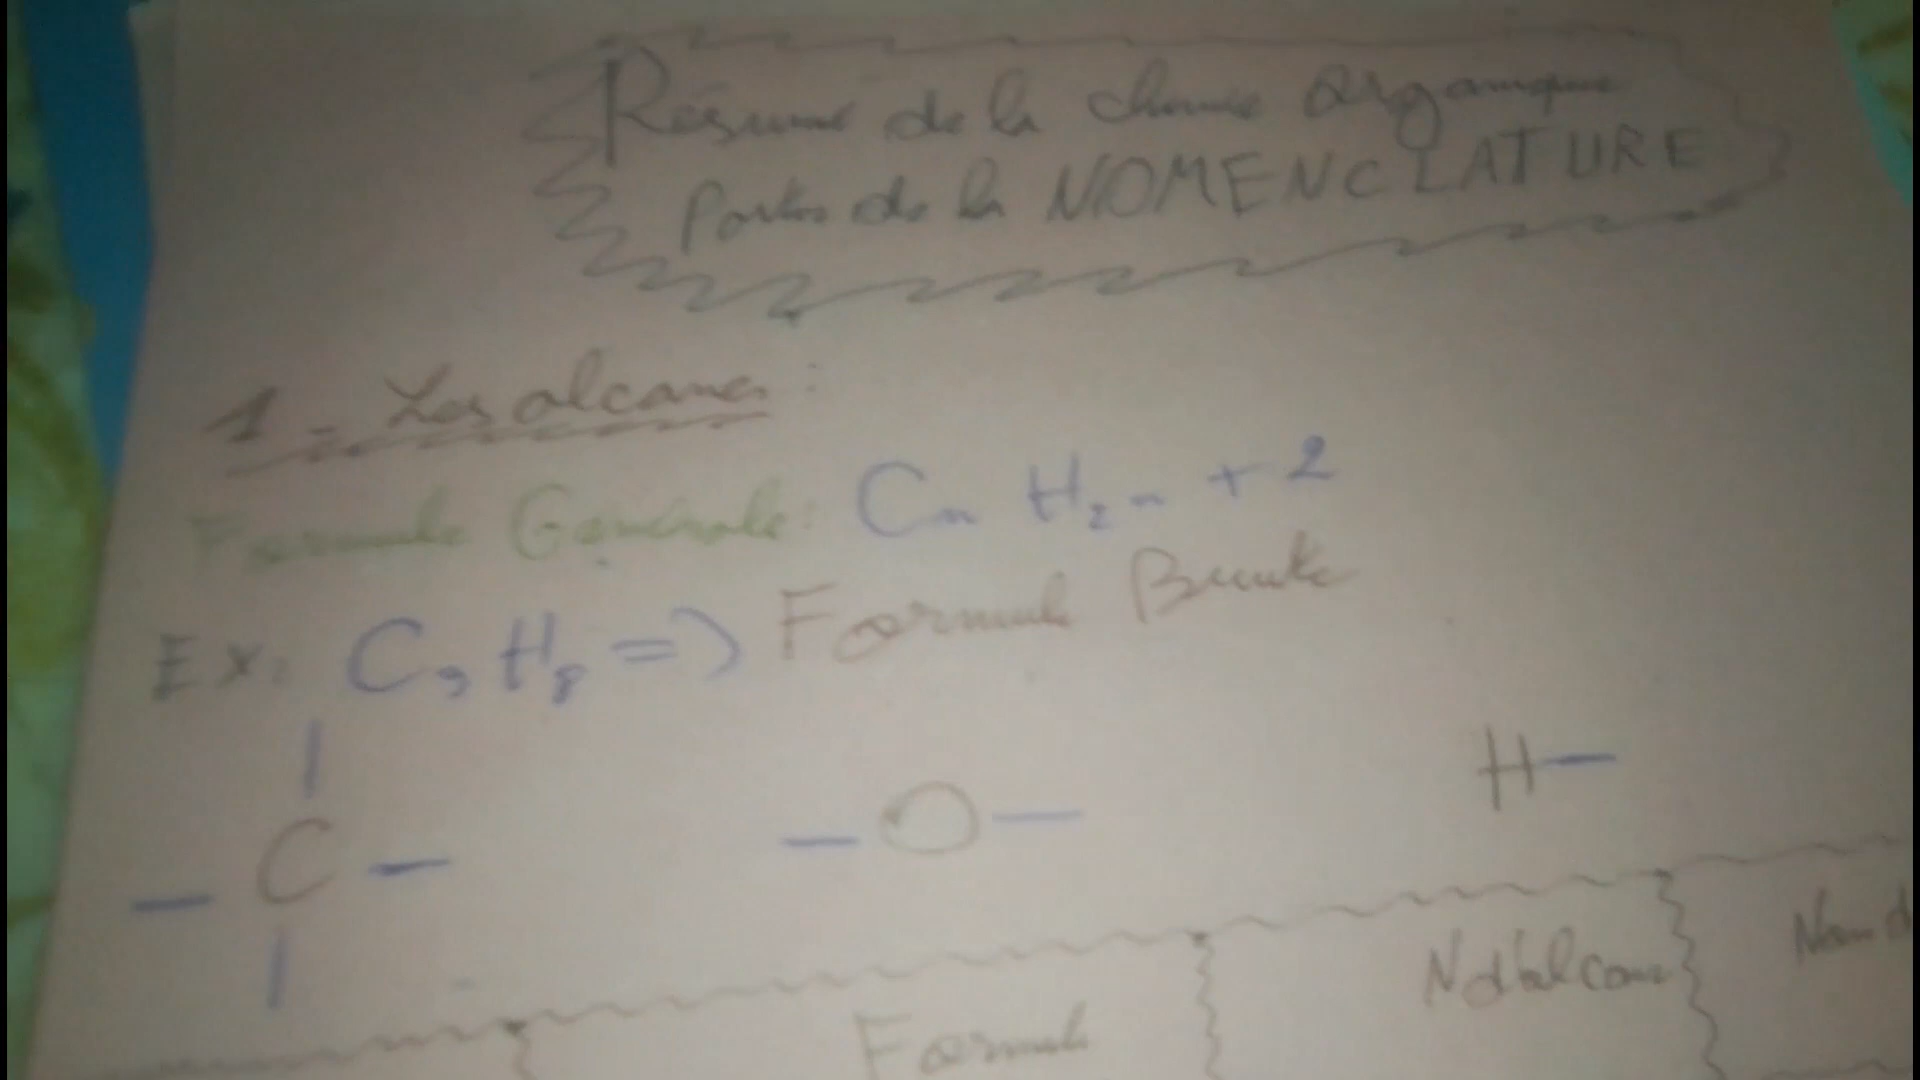 Résumé de la chimie organique
Partie de la NOMENCLATURE
1 - Les alcanes :
Formule Générale : Cn H2n + 2
Ex: C3 H8 => Formule Brute
H—
—C— —O—
Formule
N d'alcane
Nom d